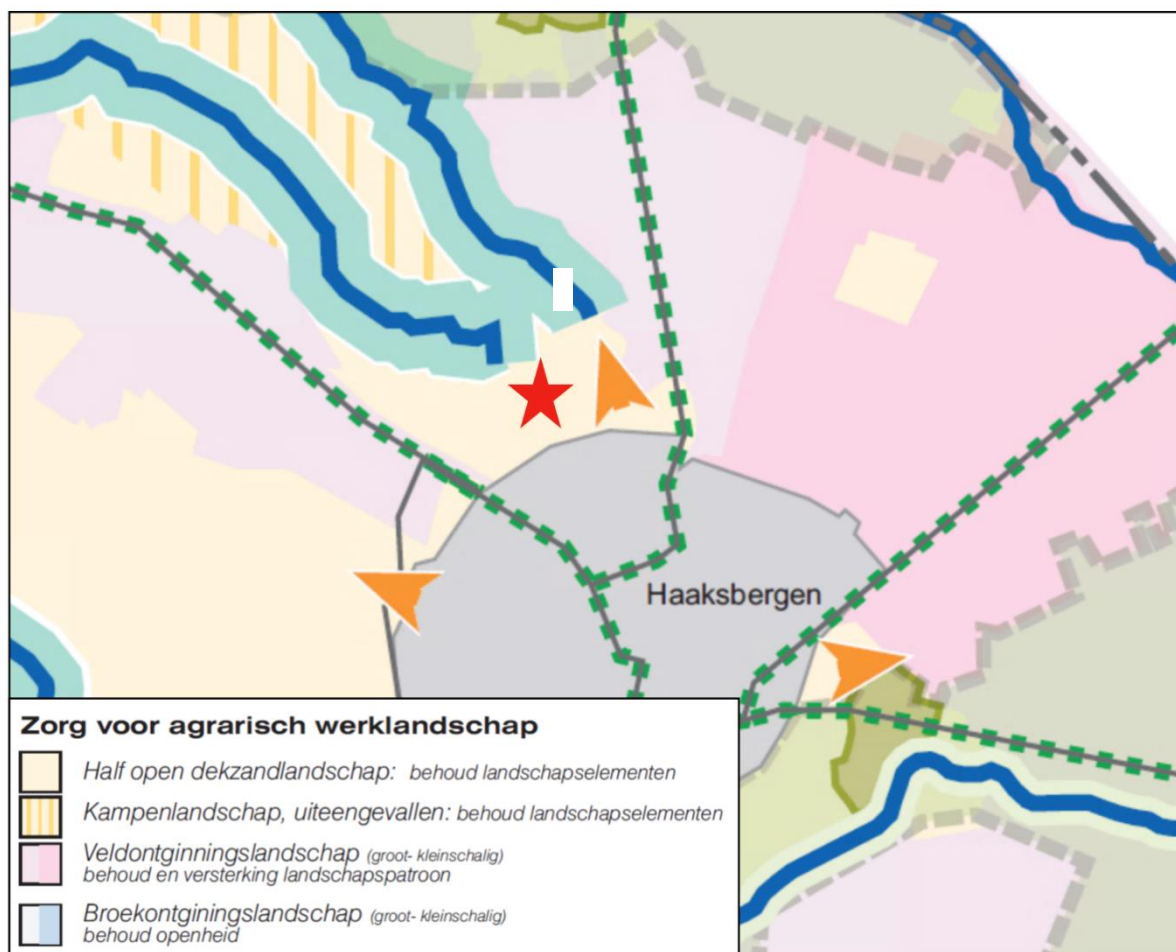 Haaksbergen
Zorg voor agrarisch werklandschap
Half open dekzandlandschap: behoud landschapselementen
Kampenlandschap, uiteengevallen: behoud landschapselementen
Veldontginningslandschap (groot- kleinschalig)
behoud en versterking landschapspatroon
Broekontginingslandschap (groot- kleinschalig)
behoud openheid